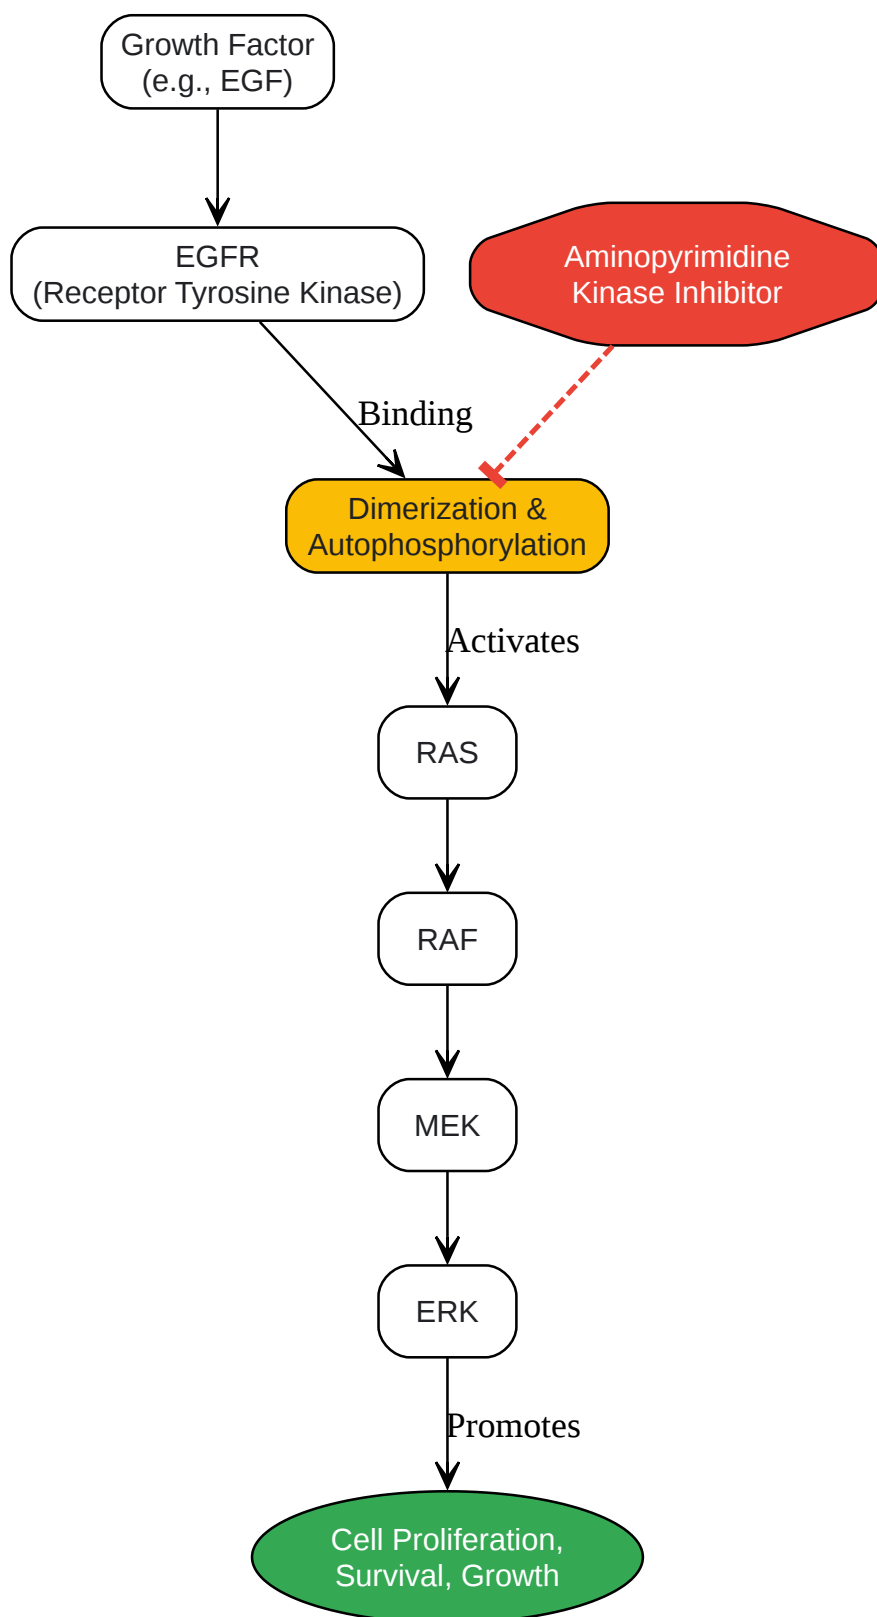 Growth Factor
(e.g., EGF)
EGFR
(Receptor Tyrosine Kinase)
Aminopyrimidine
Kinase Inhibitor
Binding
Dimerization &
Autophosphorylation
Activates
RAS
RAF
MEK
ERK
Promotes
Cell Proliferation,
Survival, Growth